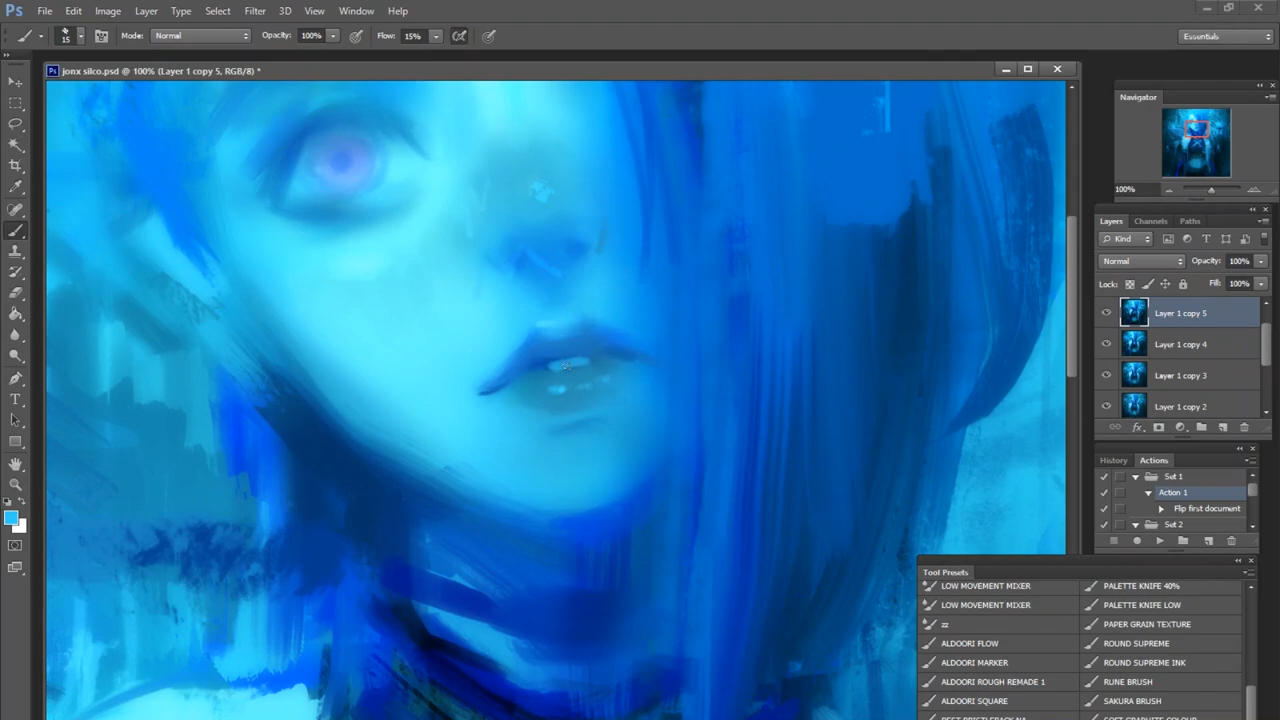 Ps File Edit Image Layer Type Select Filter 3D View Window Help
15 Mode: Normal Opacity: 100% Flow: 15% Essentials
Ps jonx silco.psd @ 100% (Layer 1 copy 5, RGB/8) *
Navigator
100%
Layers Channels Paths
Kind
Normal Opacity: 100%
Lock: Fill: 100%
Layer 1 copy 5
Layer 1 copy 4
Layer 1 copy 3
Layer 1 copy 2
fx
History Actions
Set 1
Action 1
Flip first document
Set 2
Tool Presets
LOW MOVEMENT MIXER PALETTE KNIFE 40%
LOW MOVEMENT MIXER PALETTE KNIFE LOW
zz PAPER GRAIN TEXTURE
ALDOORI FLOW ROUND SUPREME
ALDOORI MARKER ROUND SUPREME INK
ALDOORI ROUGH REMADE 1 RUNE BRUSH
ALDOORI SQUARE SAKURA BRUSH